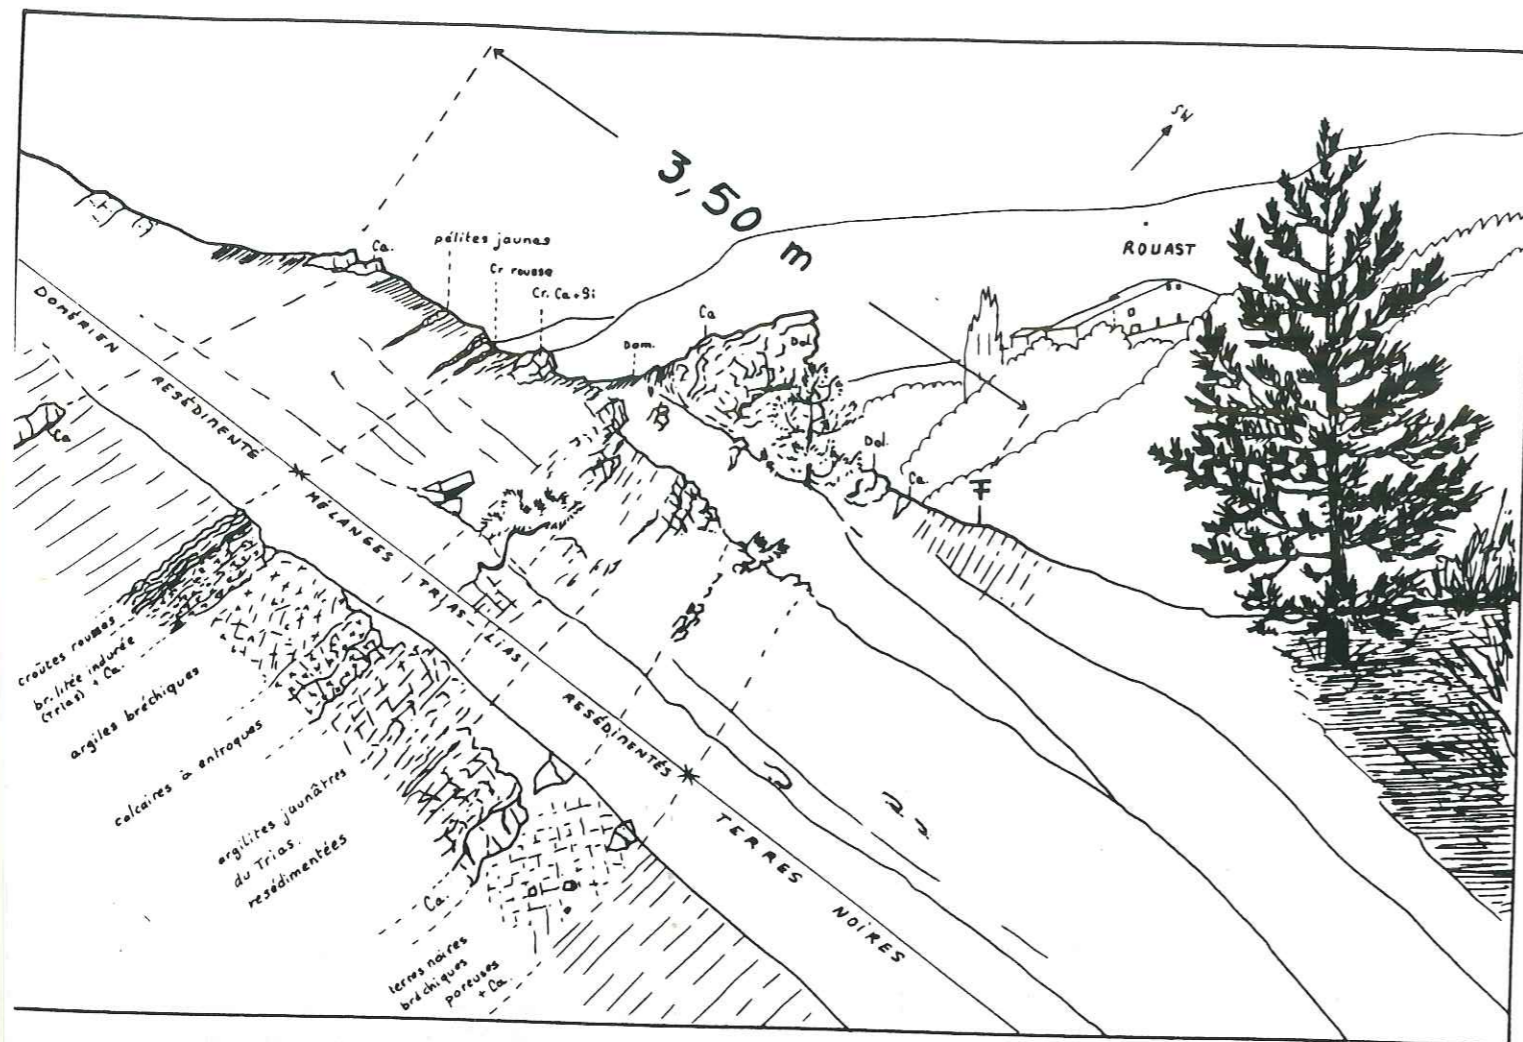 SW
3,50 m
ROUAST
Ca.
pélites jaunes
Cr rousse
Cr. Ca + Si
Ca
Dom.
Dol.
Dol.
Ca.
Ca
DOMÉRIEN RESÉDIMENTÉ
MÉLANGES TRIAS-LIAS RESÉDIMENTÉS
TERRES NOIRES
croûtes rousses
br. litée indurée
(Trias) + Ca.
argiles bréchiques
calcaires à entroques
argilites jaunâtres
du Trias.
resédimentées
Ca.
terres noires
bréchiques
poreuses
+ Ca.